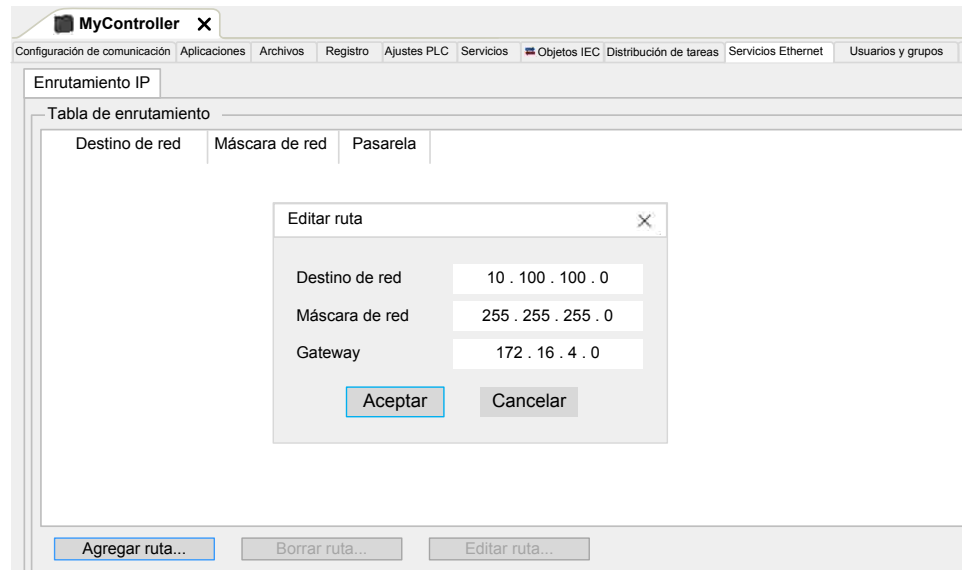 MyController X
Configuración de comunicación Aplicaciones Archivos Registro Ajustes PLC Servicios Objetos IEC Distribución de tareas Servicios Ethernet Usuarios y grupos
Enrutamiento IP
Tabla de enrutamiento
Destino de red Máscara de red Pasarela
Editar ruta
Destino de red 10 . 100 . 100 . 0
Máscara de red 255 . 255 . 255 . 0
Gateway 172 . 16 . 4 . 0
Aceptar Cancelar
Agregar ruta... Borrar ruta... Editar ruta...